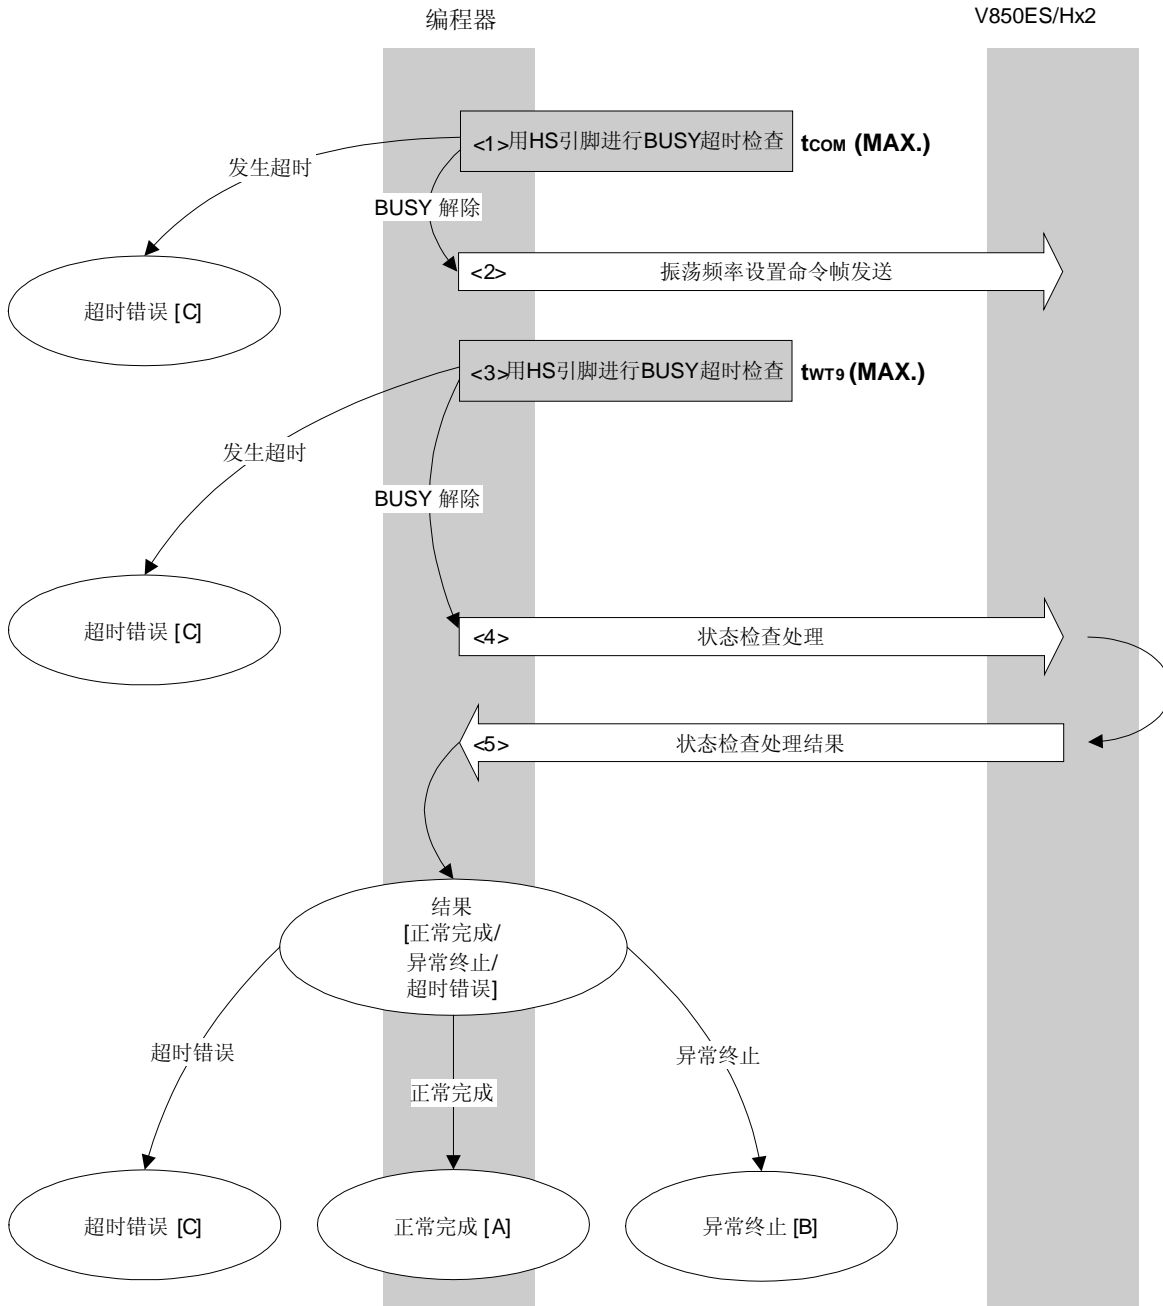 编程器
V850ES/Hx2
<1>用HS引脚进行BUSY超时检查
tCOM (MAX.)
发生超时
BUSY 解除
<2> 振荡频率设置命令帧发送
超时错误 [C]
<3>用HS引脚进行BUSY超时检查
tWT9 (MAX.)
发生超时
BUSY 解除
超时错误 [C]
<4> 状态检查处理
<5> 状态检查处理结果
结果
[正常完成/
异常终止/
超时错误]
超时错误
异常终止
正常完成
超时错误 [C]
正常完成 [A]
异常终止 [B]